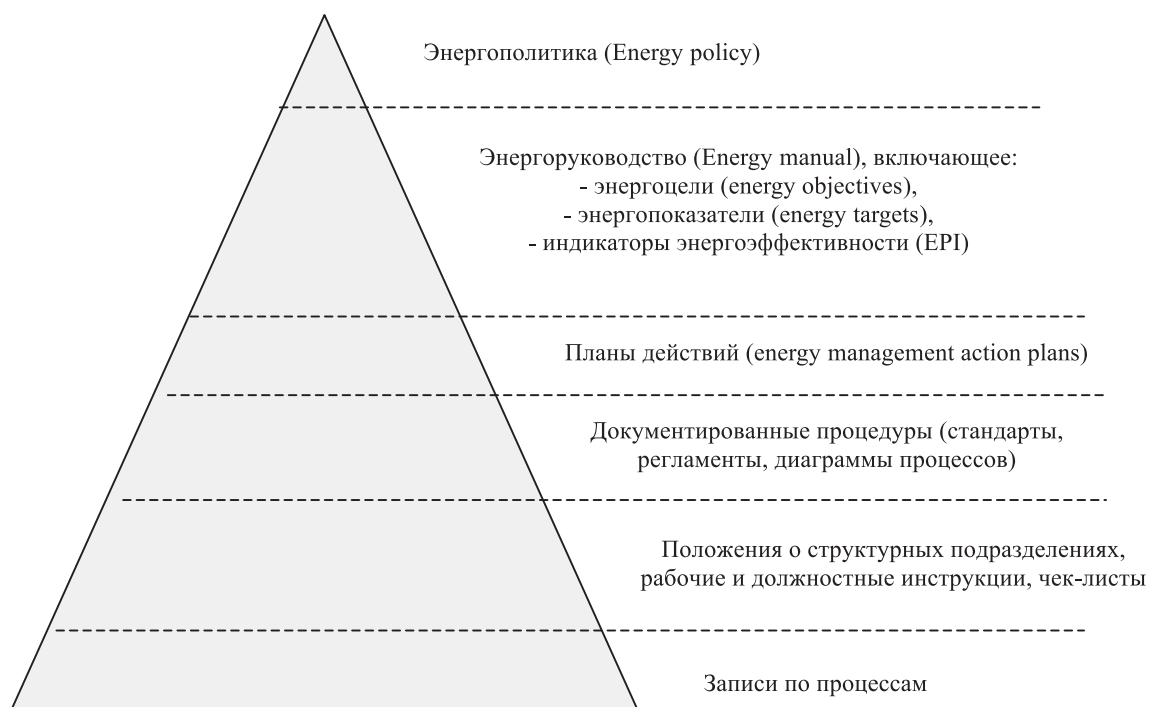 Энергополитика (Energy policy)
Энергоруководство (Energy manual), включающее:
- энергоцели (energy objectives),
- энергопоказатели (energy targets),
- индикаторы энергоэффективности (EPI)
Планы действий (energy management action plans)
Документированные процедуры (стандарты,
регламенты, диаграммы процессов)
Положения о структурных подразделениях,
рабочие и должностные инструкции, чек-листы
Записи по процессам